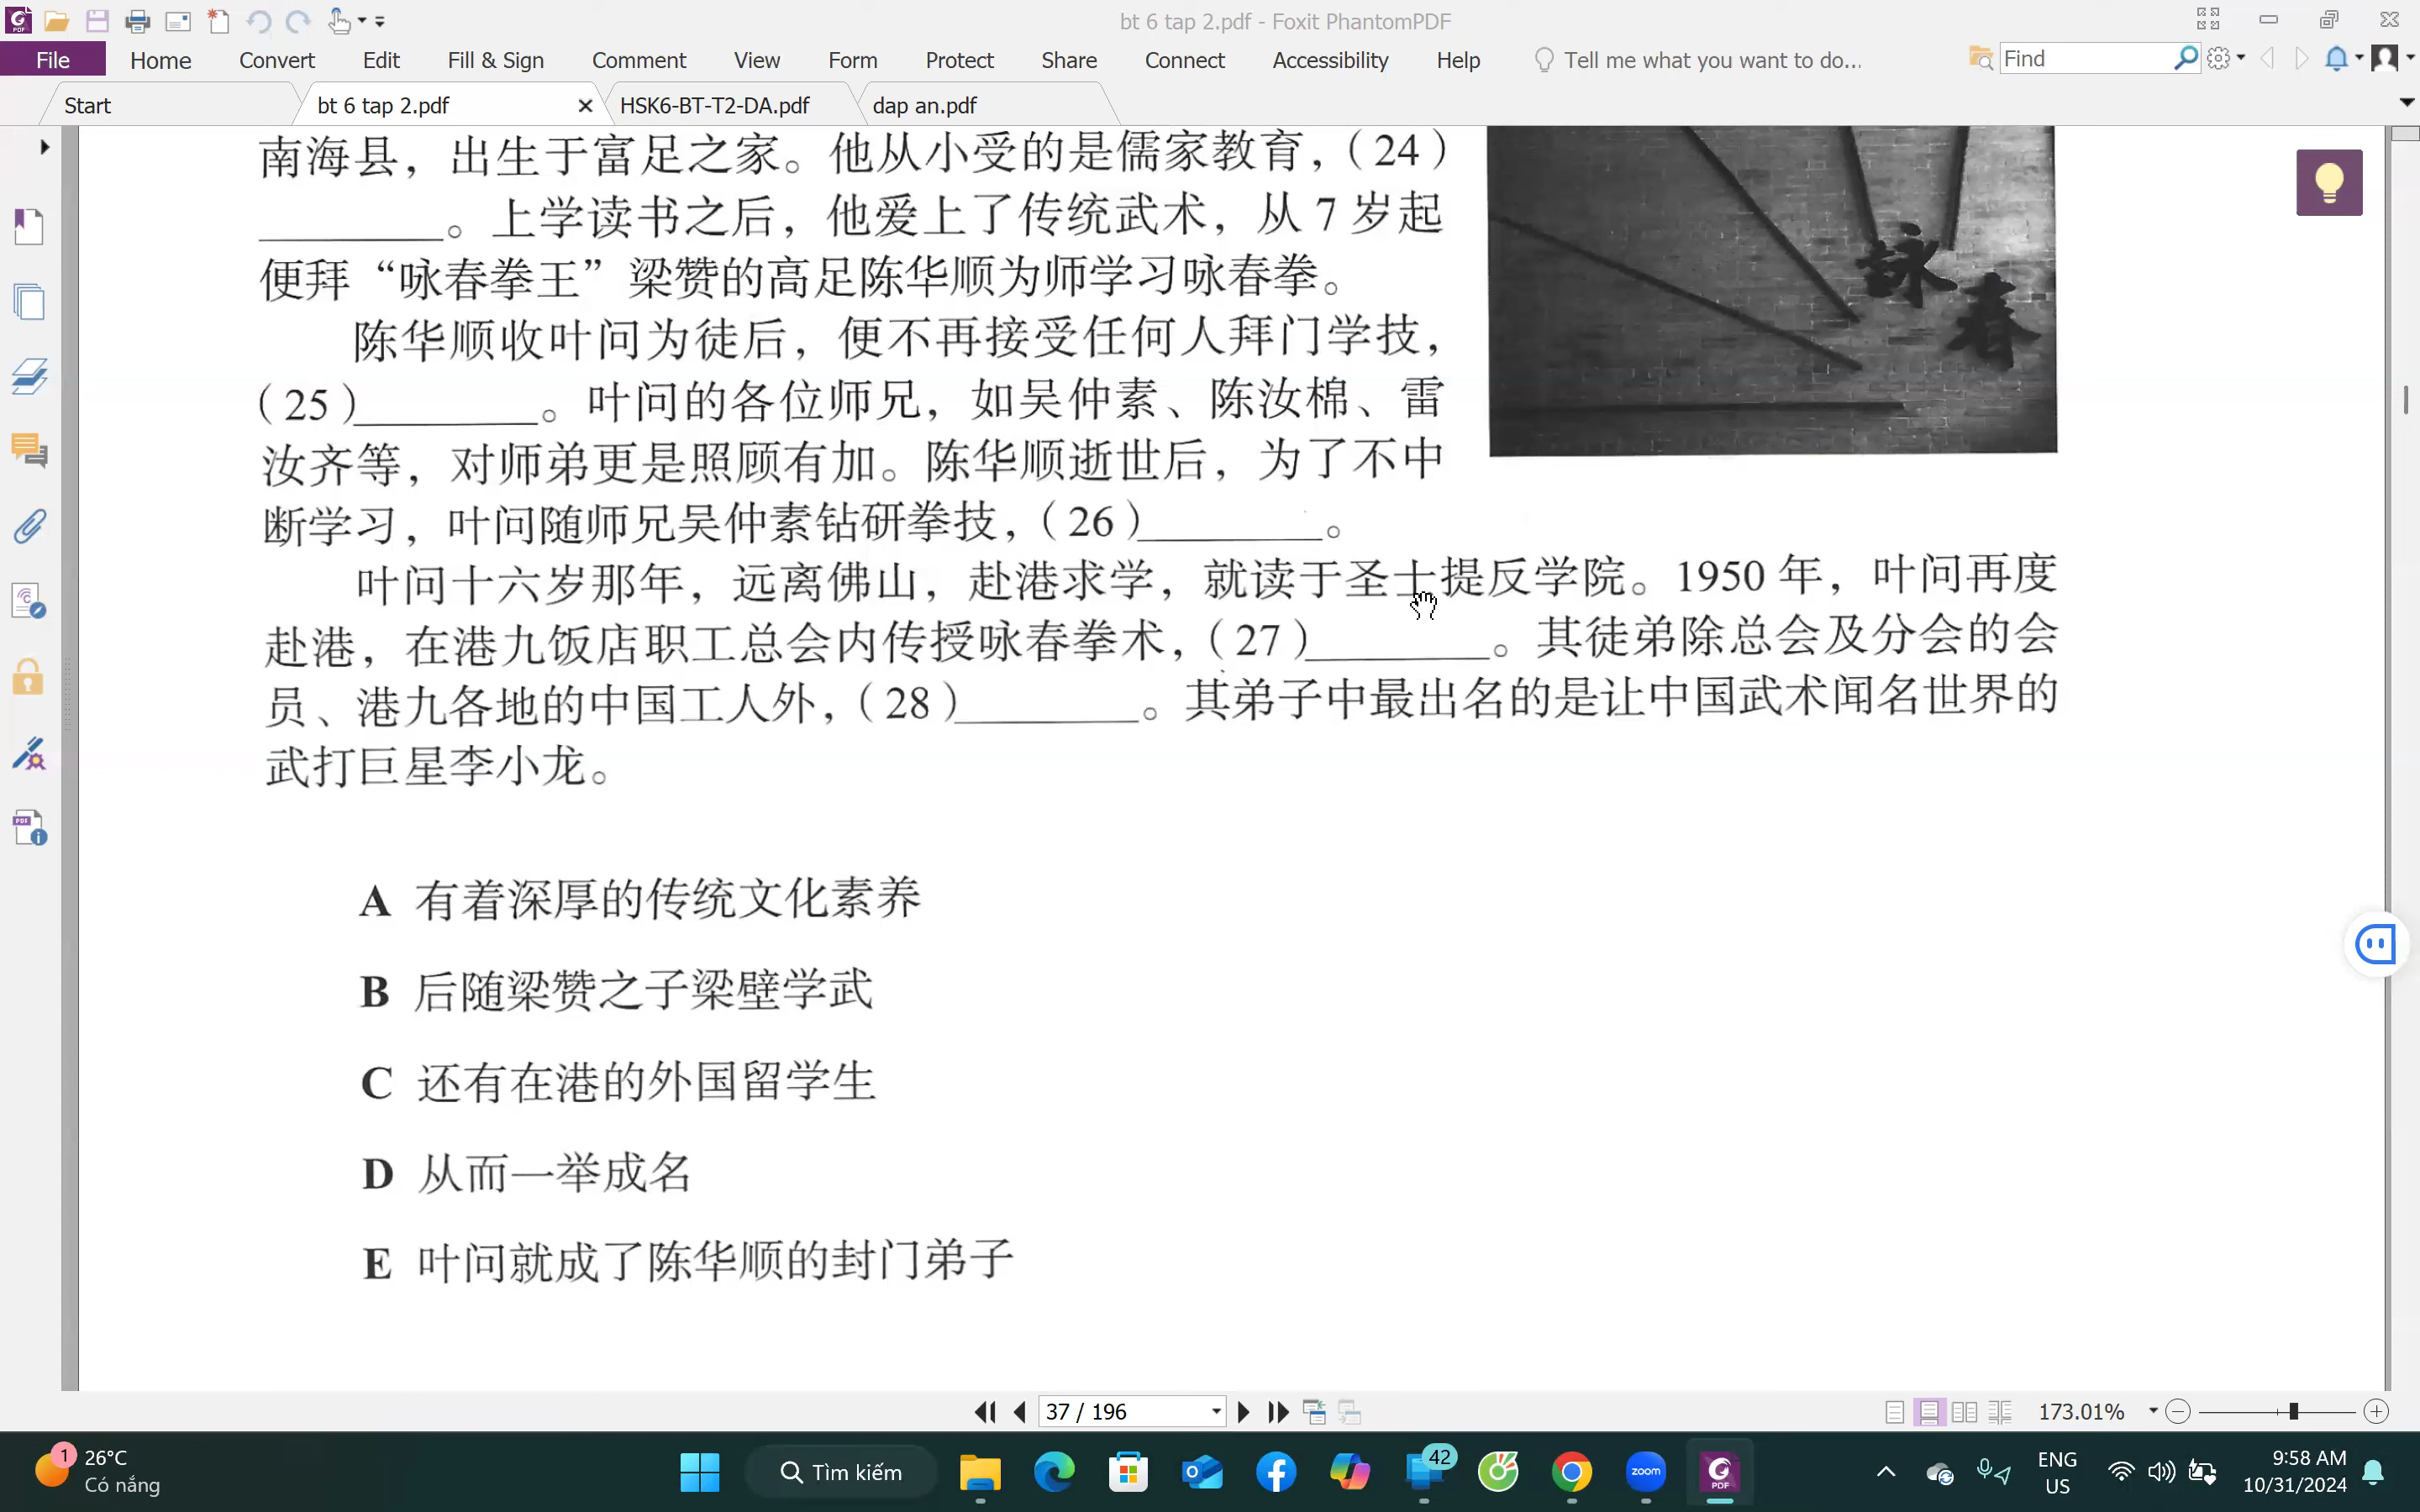 bt 6 tap 2.pdf - Foxit PhantomPDF
File Home Convert Edit Fill & Sign Comment View Form Protect Share Connect Accessibility Help Tell me what you want to do... Find
Start bt 6 tap 2.pdf HSK6-BT-T2-DA.pdf dap an.pdf
南海县，出生于富足之家。他从小受的是儒家教育，（24）
________。上学读书之后，他爱上了传统武术，从 7 岁起
便拜“咏春拳王”梁赞的高足陈华顺为师学习咏春拳。
陈华顺收叶问为徒后，便不再接受任何人拜门学技，
（25）________。叶问的各位师兄，如吴仲素、陈汝棉、雷
汝齐等，对师弟更是照顾有加。陈华顺逝世后，为了不中
断学习，叶问随师兄吴仲素钻研拳技，（26）________。
詠春
叶问十六岁那年，远离佛山，赴港求学，就读于圣士提反学院。1950 年，叶问再度
赴港，在港九饭店职工总会内传授咏春拳术，（27）________。其徒弟除总会及分会的会
员、港九各地的中国工人外，（28）________。其弟子中最出名的是让中国武术闻名世界的
武打巨星李小龙。
A 有着深厚的传统文化素养
B 后随梁赞之子梁壁学武
C 还有在港的外国留学生
D 从而一举成名
E 叶问就成了陈华顺的封门弟子
37 / 196
173.01%
1
26°C
Có nắng
Tìm kiếm
42
zoom
PDF
ENG
US
9:58 AM
10/31/2024